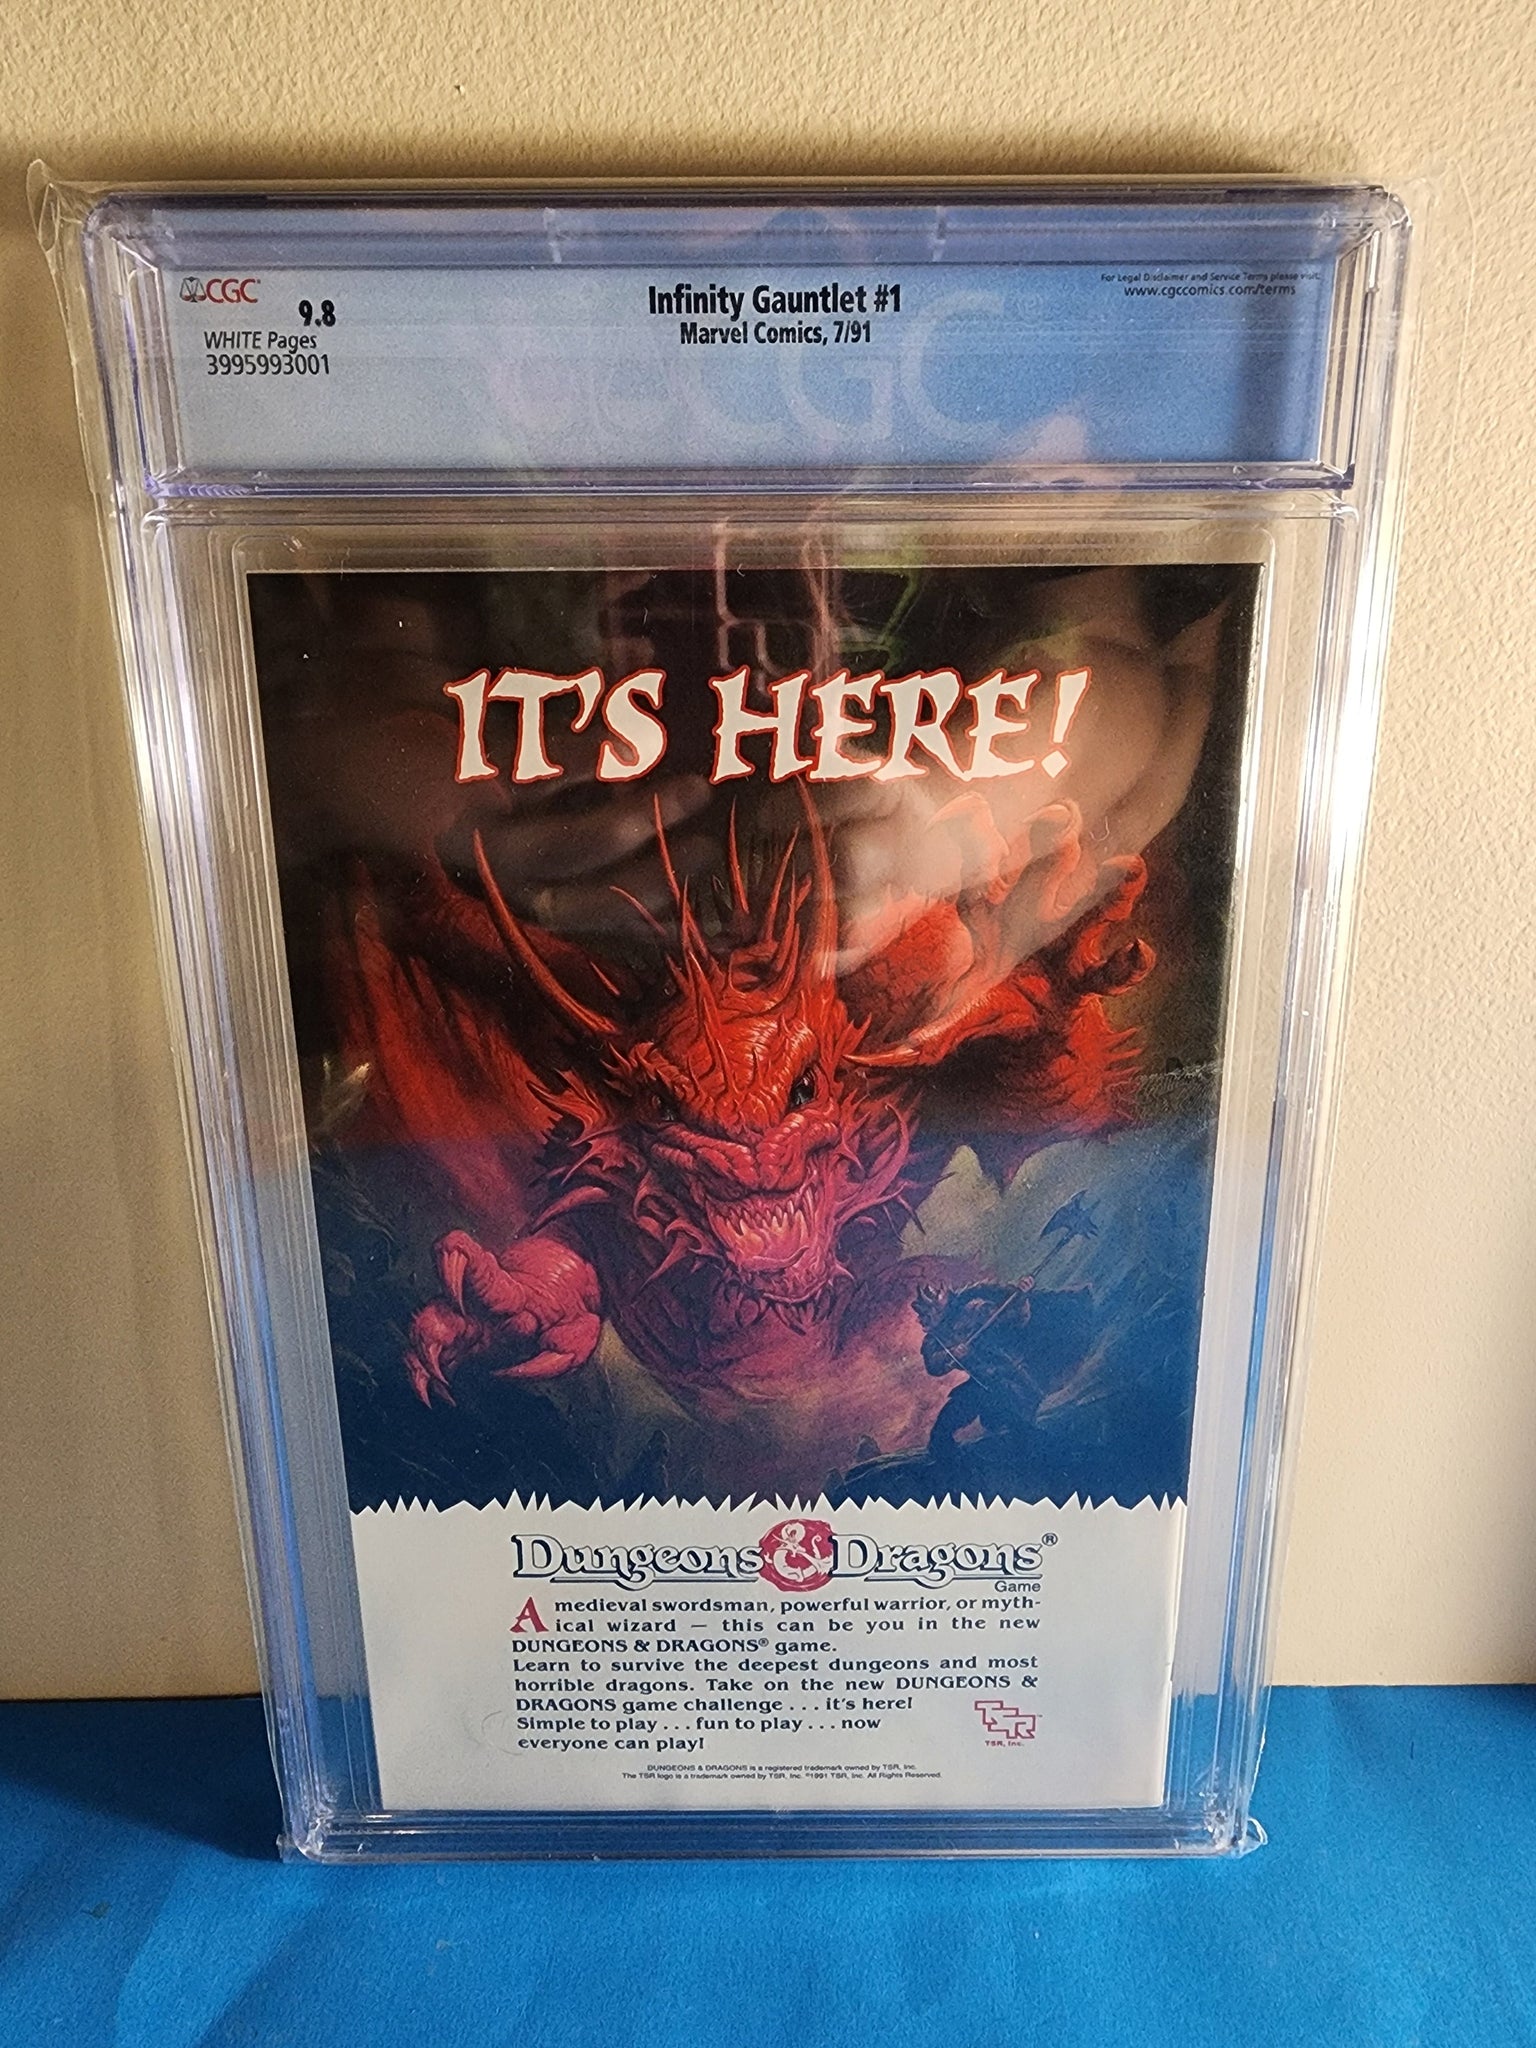 CGC
9.8
WHITE Pages
3995993001
Infinity Gauntlet #1
Marvel Comics, 7/91
For Legal Disclaimer and Service Terms please visit:
www.cgccomics.com/terms
CGC
IT'S HERE!
Dungeons & Dragons®
Game
A medieval swordsman, powerful warrior, or myth-
ical wizard — this can be you in the new
DUNGEONS & DRAGONS® game.
Learn to survive the deepest dungeons and most
horrible dragons. Take on the new DUNGEONS &
DRAGONS game challenge . . . it's here!
Simple to play . . . fun to play . . . now
everyone can play!
TSR™
TSR, Inc.
DUNGEONS & DRAGONS is a registered trademark owned by TSR, Inc.
The TSR logo is a trademark owned by TSR, Inc. ©1991 TSR, Inc. All Rights Reserved.